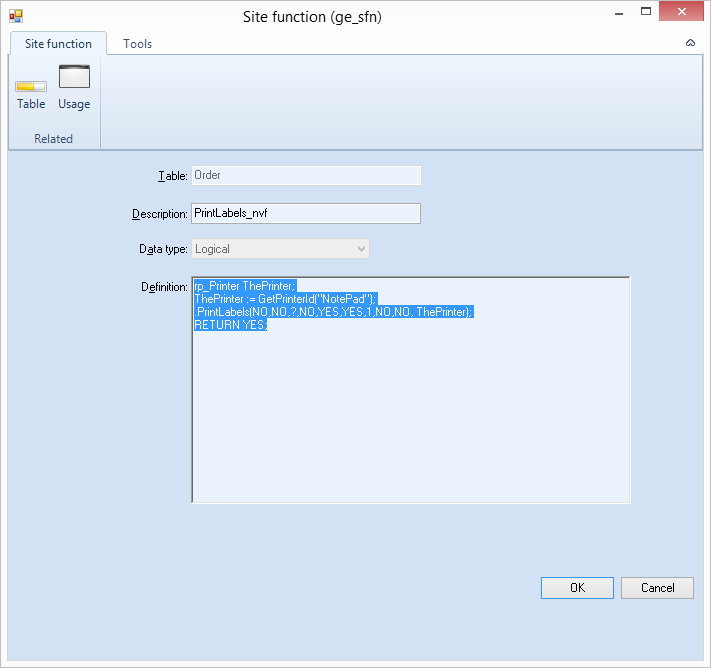 Site function (ge_sfn)
Site function
Tools
Table
Usage
Related
Table:
Order
Description:
PrintLabels_nvf
Data type:
Logical
Definition:
rp_Printer ThePrinter;
ThePrinter := GetPrinterId("NotePad");
.PrintLabels(NO,NO,?,NO,YES,YES,1,NO,NO, ThePrinter);
RETURN YES;
OK
Cancel